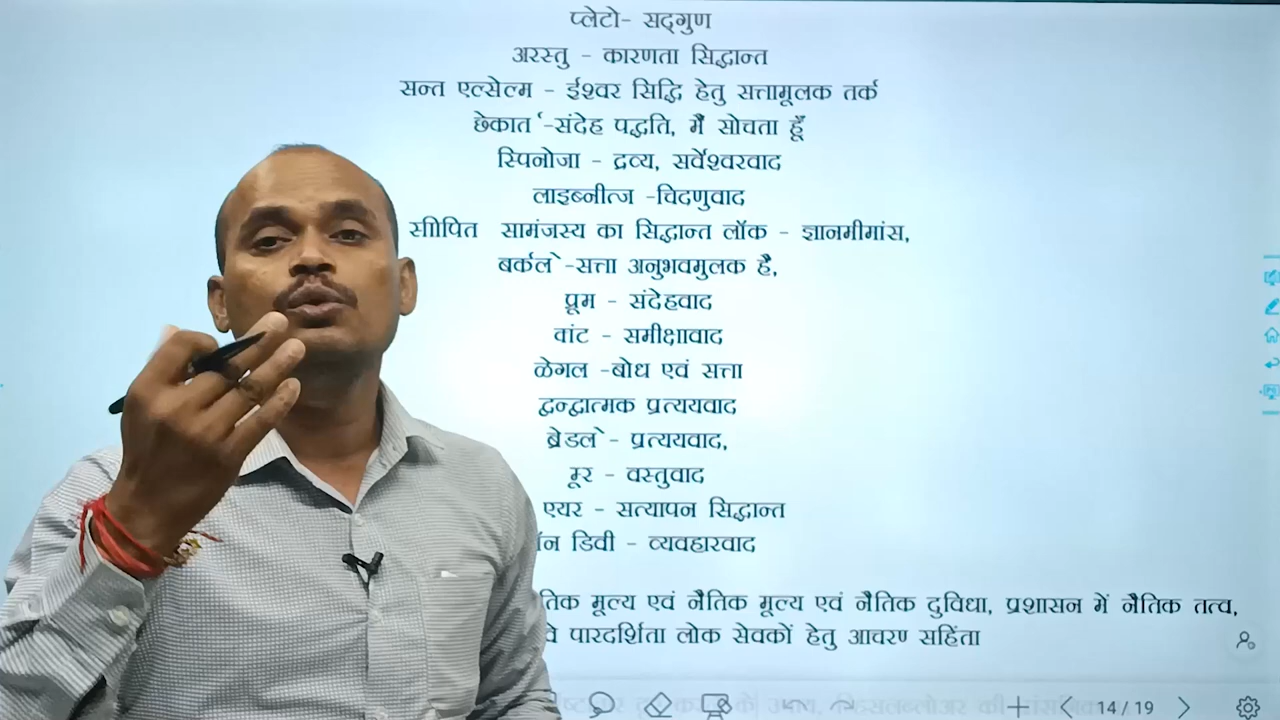 प्लेटो- सद्गुण
अरस्तु - कारणता सिद्धान्त
सन्त एल्सेल्म - ईश्वर सिद्धि हेतु सत्तामूलक तर्क
छेकात -संदेह पद्धति, मैं सोचता हूँ
स्पिनोजा - द्रव्य, सर्वेश्वरवाद
लाइब्नीत्ज -चिदणुवाद
सामंजस्य का सिद्धान्त लॉक - ज्ञानमीमांस,
बर्कले -सत्ता अनुभवमुलक है,
प्रूम - संदेहवाद
वांट - समीक्षावाद
ळेगल -बोध एवं सत्ता
द्वन्द्वात्मक प्रत्ययवाद
ब्रेडले - प्रत्ययवाद,
मूर - वस्तुवाद
एयर - सत्यापन सिद्धान्त
डिवी - व्यवहारवाद
मूल्य एवं नैतिक मूल्य एवं नैतिक दुविधा, प्रशासन में नैतिक तत्व,
पारदर्शिता लोक सेवकों हेतु आचरण सहिंता
14/19